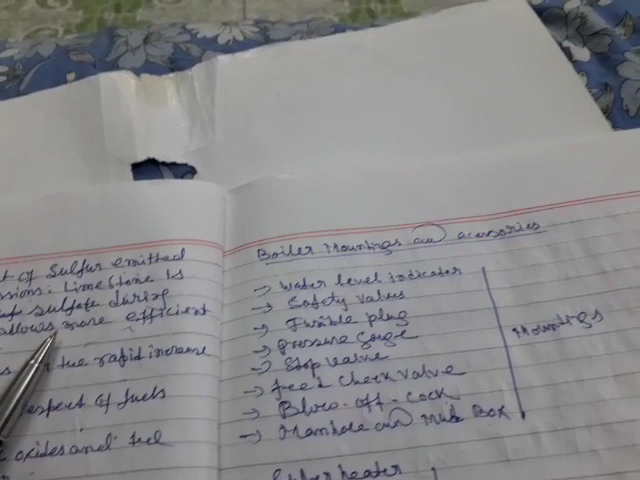 t of Sulfur emitted
ssions. Limestone is
sulfate during
allows more efficient
the rapid increase
respect of fuels
oxides and fuel
Boiler Mountings and accessories
→ Water level indicator
→ Safety valves
→ Fusible plug
→ pressure gauge
→ Stop valve
→ feed check valve
→ Blow-off-cock
→ Manhole and Mud Box
Mountings
heater